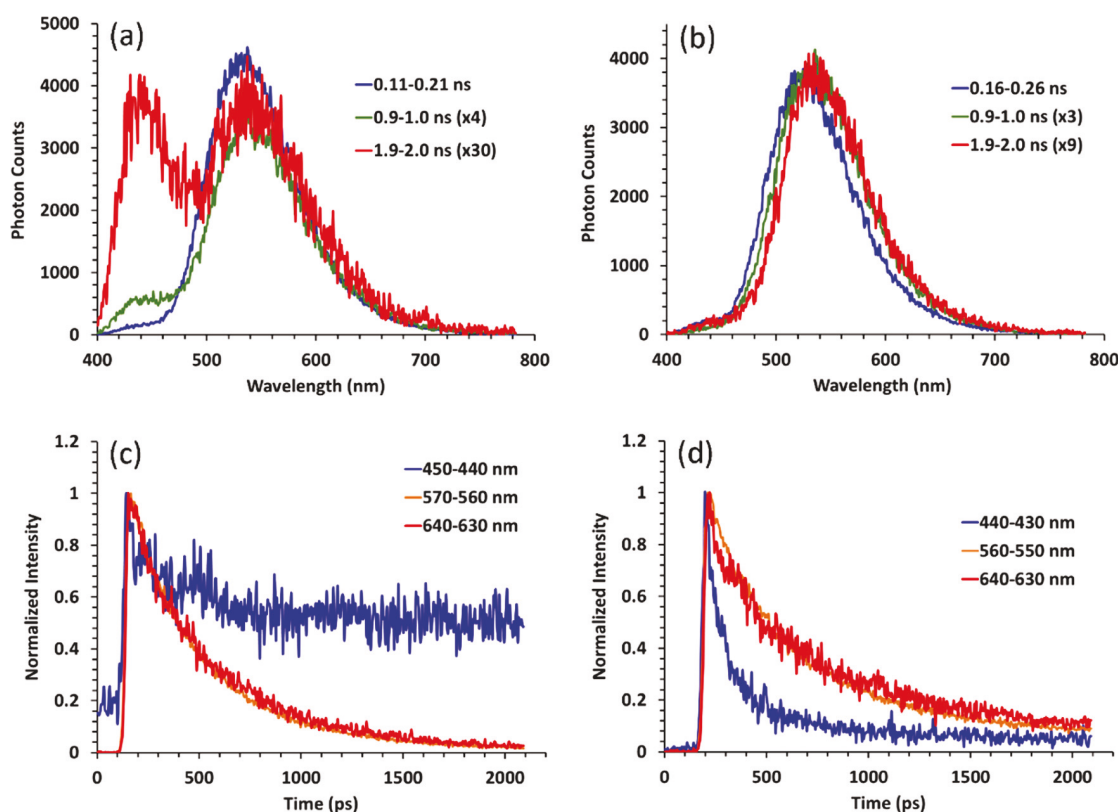 (a)
0.11-0.21 ns
0.9-1.0 ns (x4)
1.9-2.0 ns (x30)
Photon Counts
5000
4000
3000
2000
1000
0
400 500 600 700 800
Wavelength (nm)
(b)
0.16-0.26 ns
0.9-1.0 ns (x3)
1.9-2.0 ns (x9)
Photon Counts
4000
3000
2000
1000
0
400 500 600 700 800
Wavelength (nm)
(c)
450-440 nm
570-560 nm
640-630 nm
Normalized Intensity
1.2
1
0.8
0.6
0.4
0.2
0
0 500 1000 1500 2000
Time (ps)
(d)
440-430 nm
560-550 nm
640-630 nm
Normalized Intensity
1.2
1
0.8
0.6
0.4
0.2
0
0 500 1000 1500 2000
Time (ps)